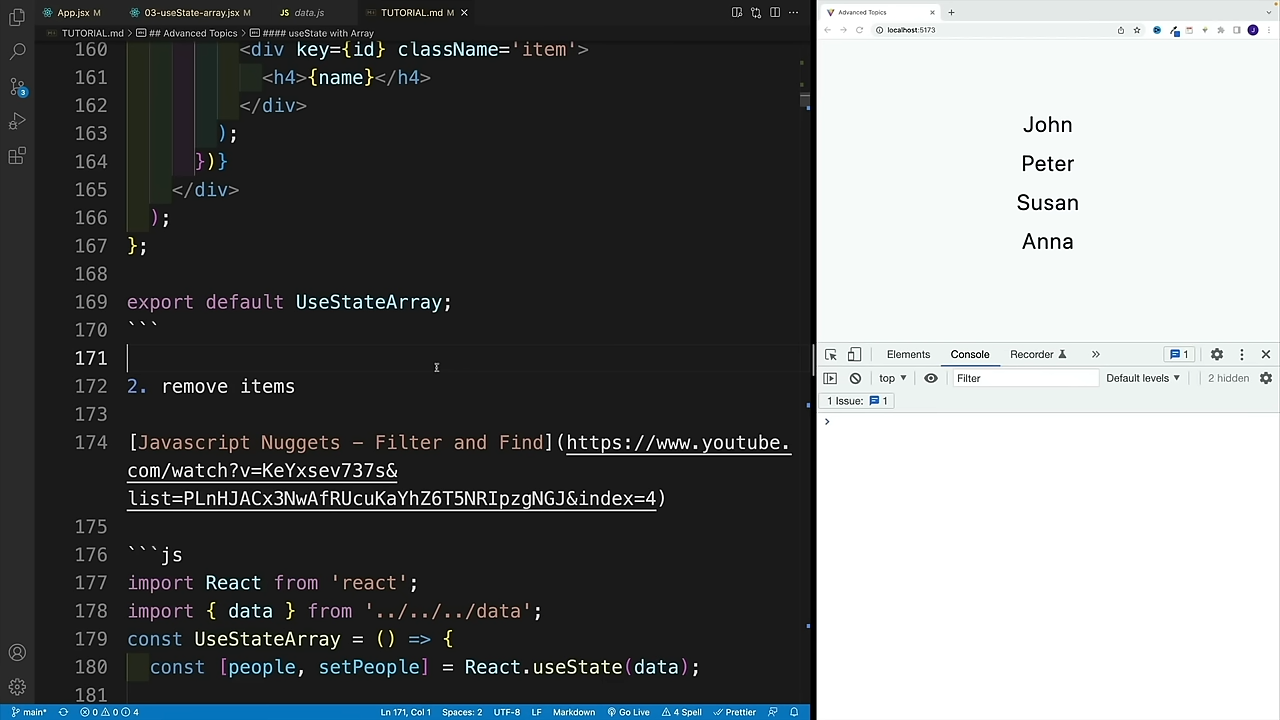 App.jsx M
03-useState-array.jsx M
JS data.js
TUTORIAL.md M
TUTORIAL.md > ## Advanced Topics > #### useState with Array
160 <div key={id} className='item'>
161 <h4>{name}</h4>
162 </div>
163 );
164 })}
165 </div>
166 );
167 };
168
169 export default UseStateArray;
170 ```
171
172 2. remove items
173
174 [Javascript Nuggets - Filter and Find](https://www.youtube.
com/watch?v=KeYxsev737s&
list=PLnHJACx3NwAfRUcuKaYhZ6T5NRIpzgNGJ&index=4)
175
176 ```js
177 import React from 'react';
178 import { data } from '../../../data';
179 const UseStateArray = () => {
180 const [people, setPeople] = React.useState(data);
181
3
main* 0 0 4 Ln 171, Col 1 Spaces: 2 UTF-8 LF Markdown Go Live 4 Spell Prettier
Advanced Topics
localhost:5173
J
John
Peter
Susan
Anna
Elements Console Recorder » 1
top Filter Default levels 2 hidden
1 Issue: 1